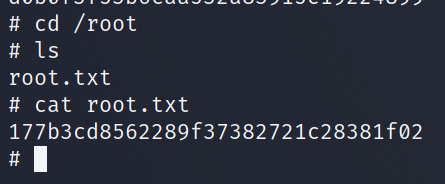 # cd /root
# ls
root.txt
# cat root.txt
177b3cd8562289f37382721c28381f02
#